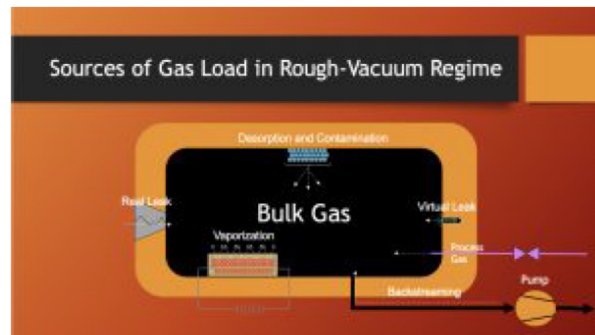 Sources of Gas Load in Rough-Vacuum Regime
Desorption and Contamination
Real Leak
Bulk Gas
Virtual Leak
Vaporization
Process
Gas
Pump
Backstreaming